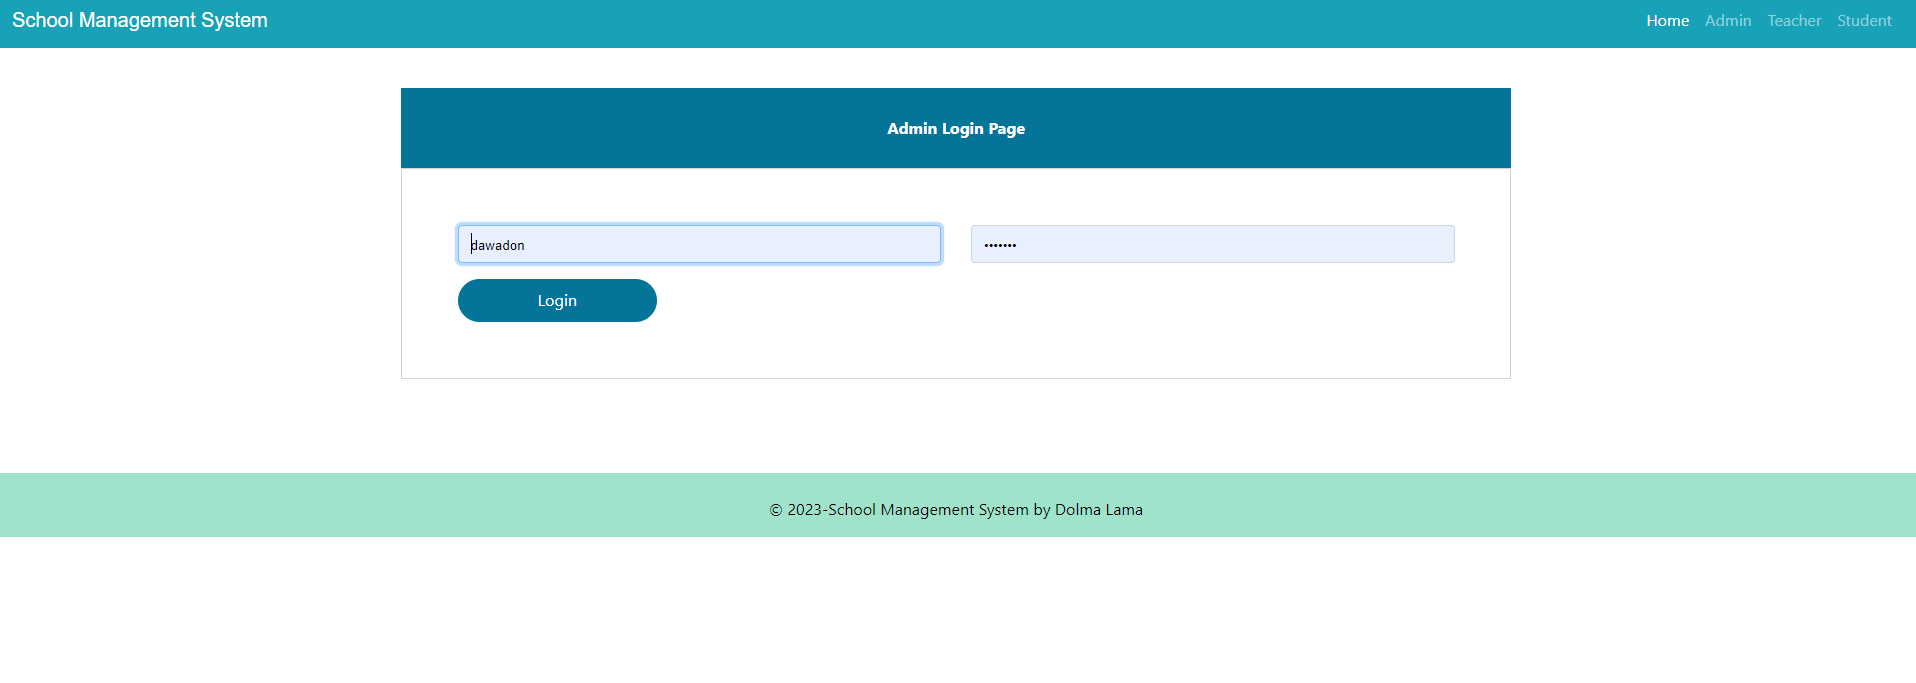 School Management System
Home Admin Teacher Student
Admin Login Page
dawadon
•••••••
Login
© 2023-School Management System by Dolma Lama